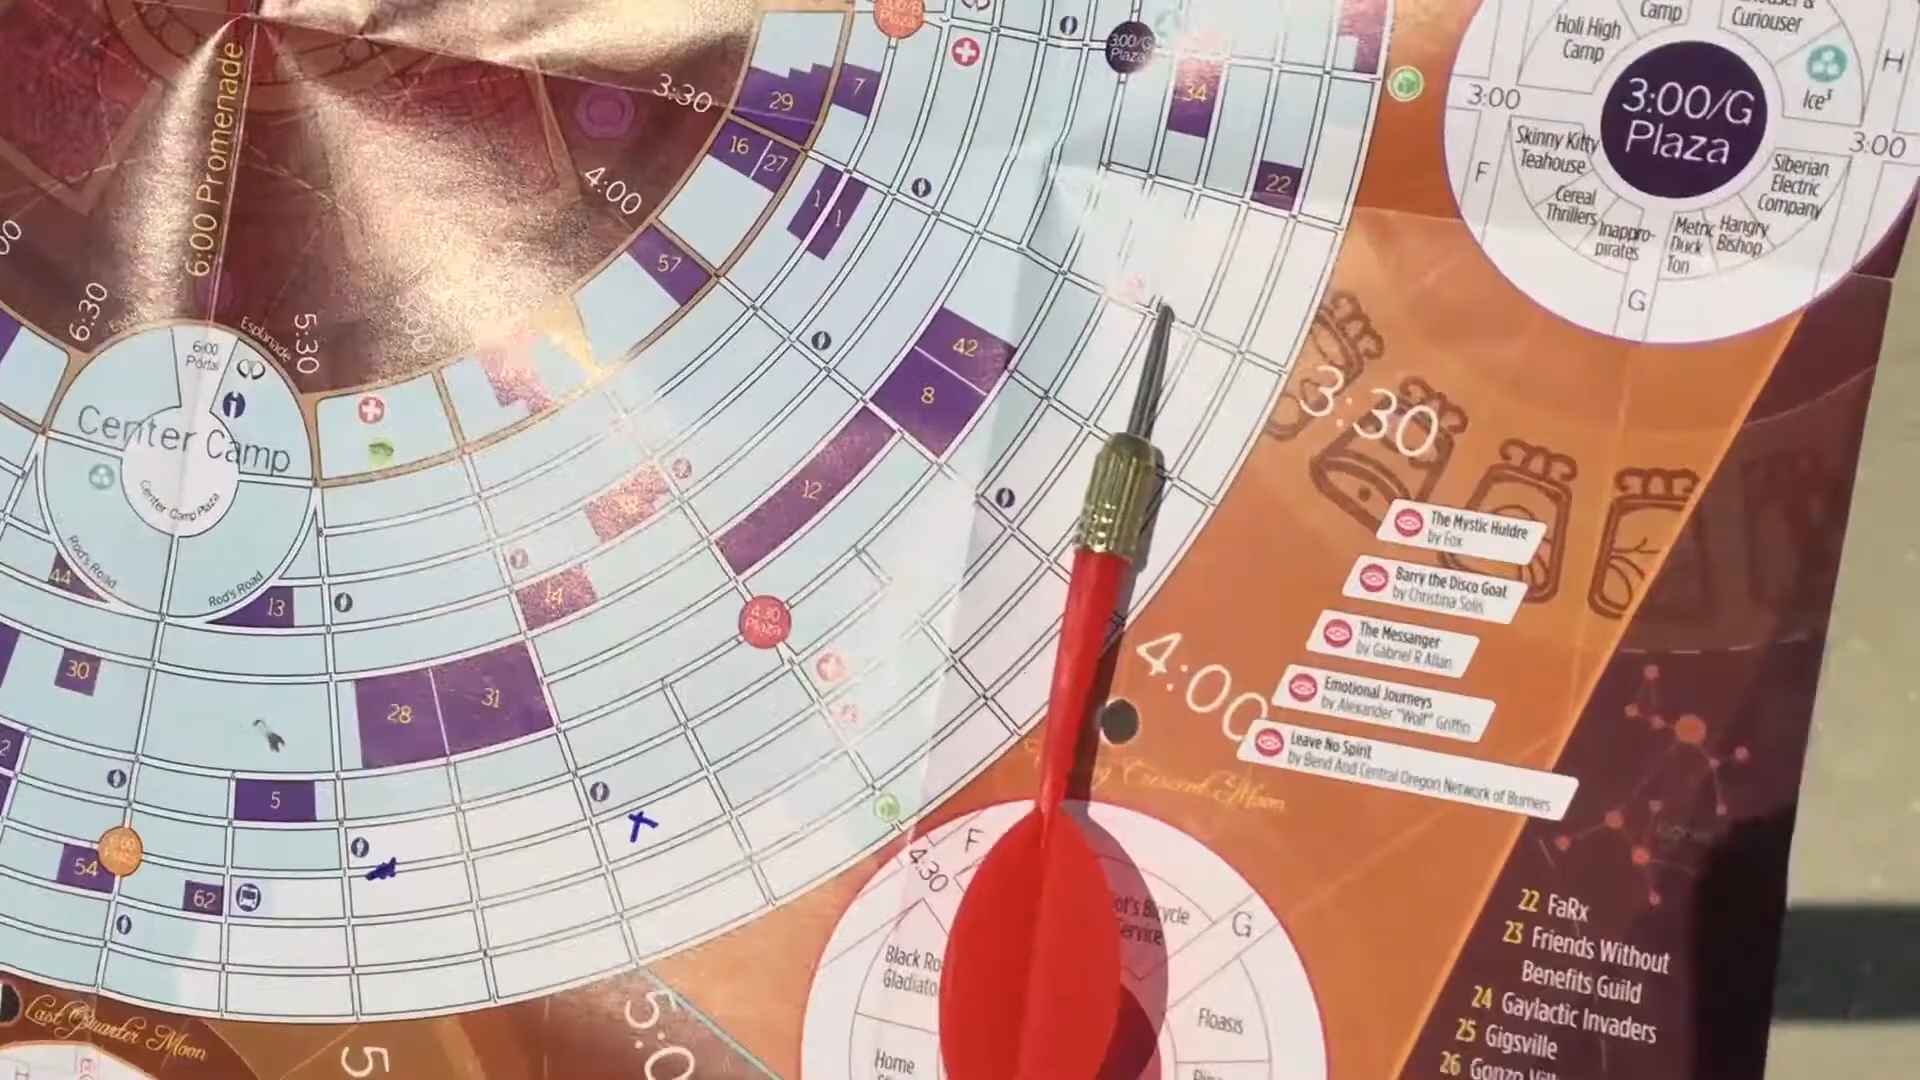 3:00/G
Plaza
Holi High
Camp
Camp
Curiouser
Ice³
H
3:00
3:00
3:00/G
Plaza
Skinny Kitty
Teahouse
Cereal
Thrillers
Inappro-
pirates
Metric
Duck
Ton
Hangry
Bishop
Siberian
Electric
Company
F
G
6:00 Promenade
3:30
4:00
6:30
5:30
29
7
16
27
1
1
34
22
57
42
8
12
14
44
13
30
28
31
5
54
62
6:00
Portal
Esplanade
Center Camp
Center Camp Plaza
Rod's Road
Rod's Road
4:30
Plaza
3:30
The Mystic Huldre
by Fox
Barry the Disco Goat
by Christina Solis
The Messanger
by Gabriel R Allan
Emotional Journeys
by Alexander "Wolf" Griffin
Leave No Spirit
by Bend And Central Oregon Network of Burners
4:00
Crescent Moon
F
4:30
G
Floasis
Home
Last Quarter Moon
22 FaRx
23 Friends Without
Benefits Guild
24 Gaylactic Invaders
25 Gigsville
26